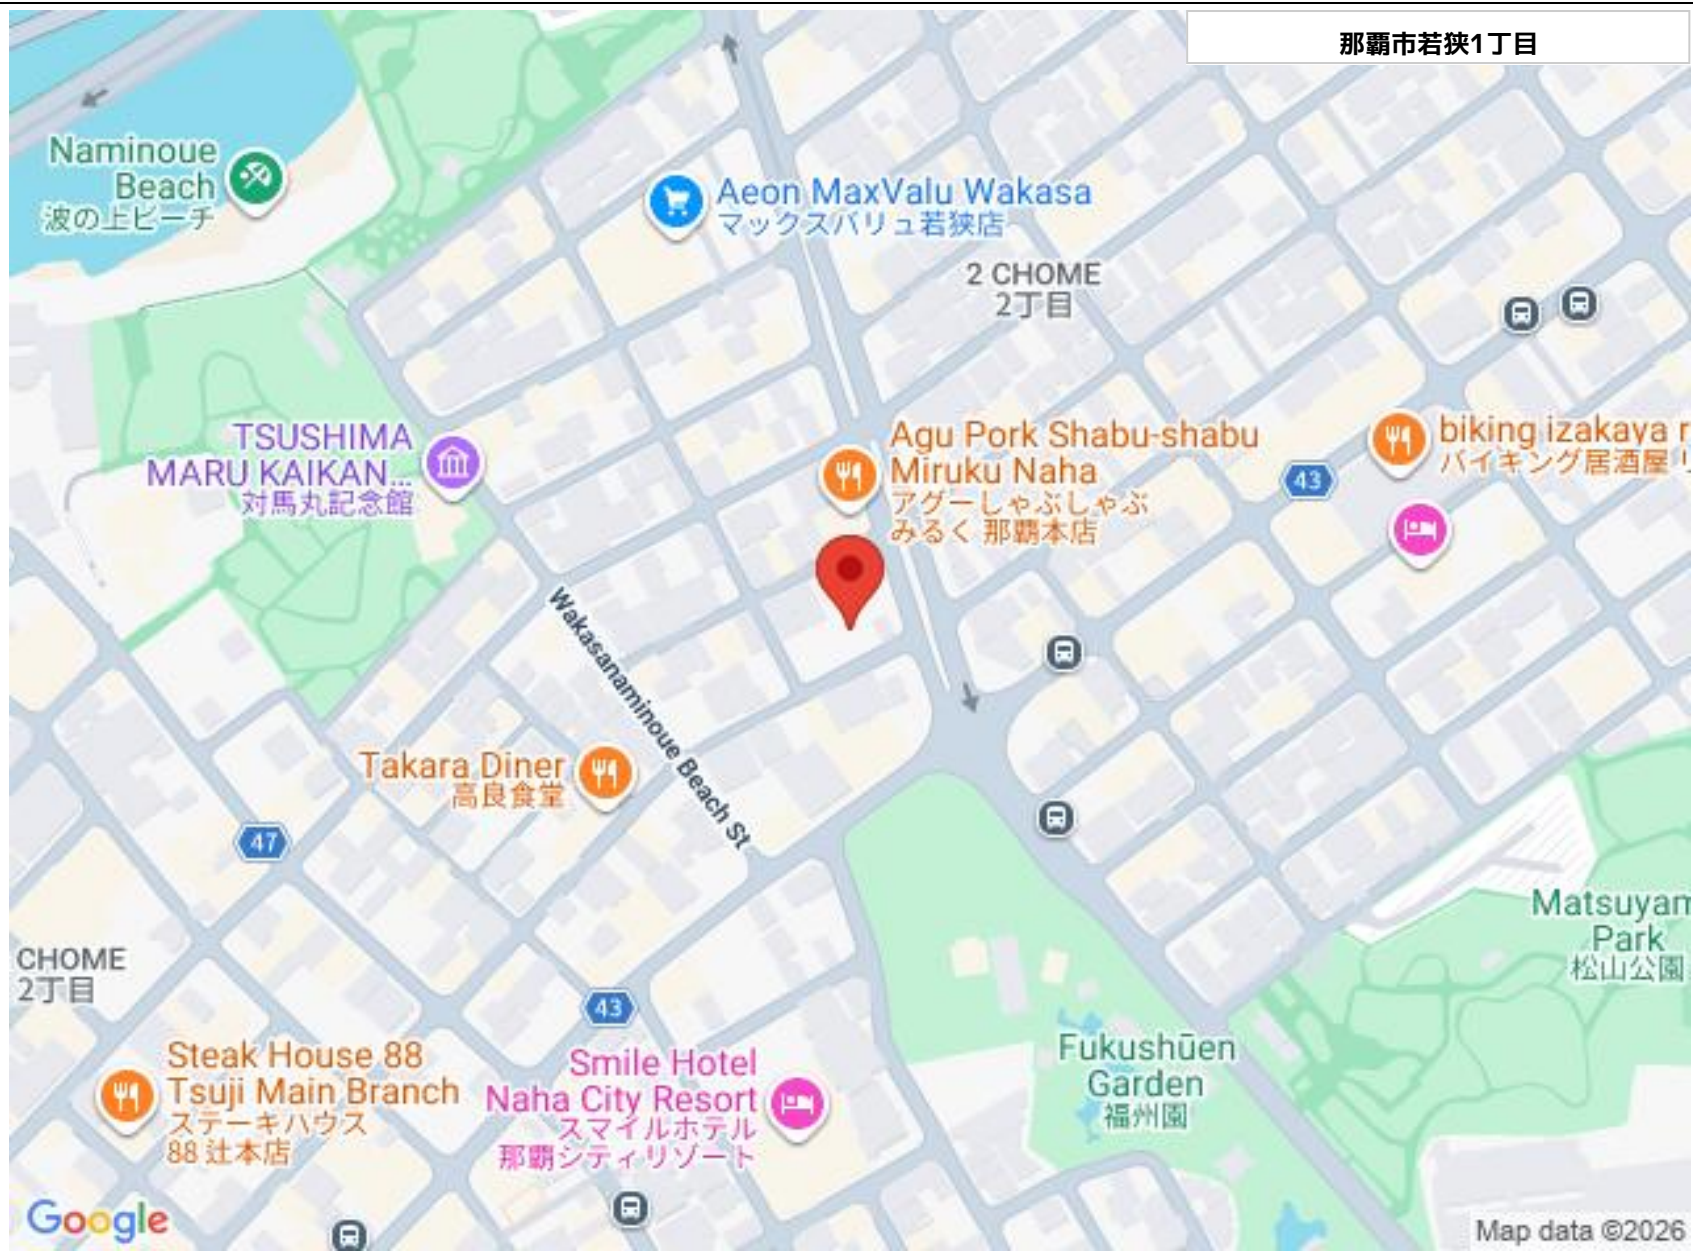 那覇市若狭1丁目
Naminoue
Beach
波の上ビーチ
Aeon MaxValu Wakasa
マックスバリュ若狭店
2 CHOME
2丁目
TSUSHIMA
MARU KAIKAN...
対馬丸記念館
Agu Pork Shabu-shabu
Miruku Naha
アグーしゃぶしゃぶ
みるく 那覇本店
biking izakaya r
バイキング居酒屋 リ
43
Wakasanaminoue Beach St
Takara Diner
高良食堂
47
CHOME
2丁目
43
Matsuyam
Park
松山公園
Steak House 88
Tsuji Main Branch
ステーキハウス
88 辻本店
Smile Hotel
Naha City Resort
スマイルホテル
那覇シティリゾート
Fukushūen
Garden
福州園
Google
Map data ©2026